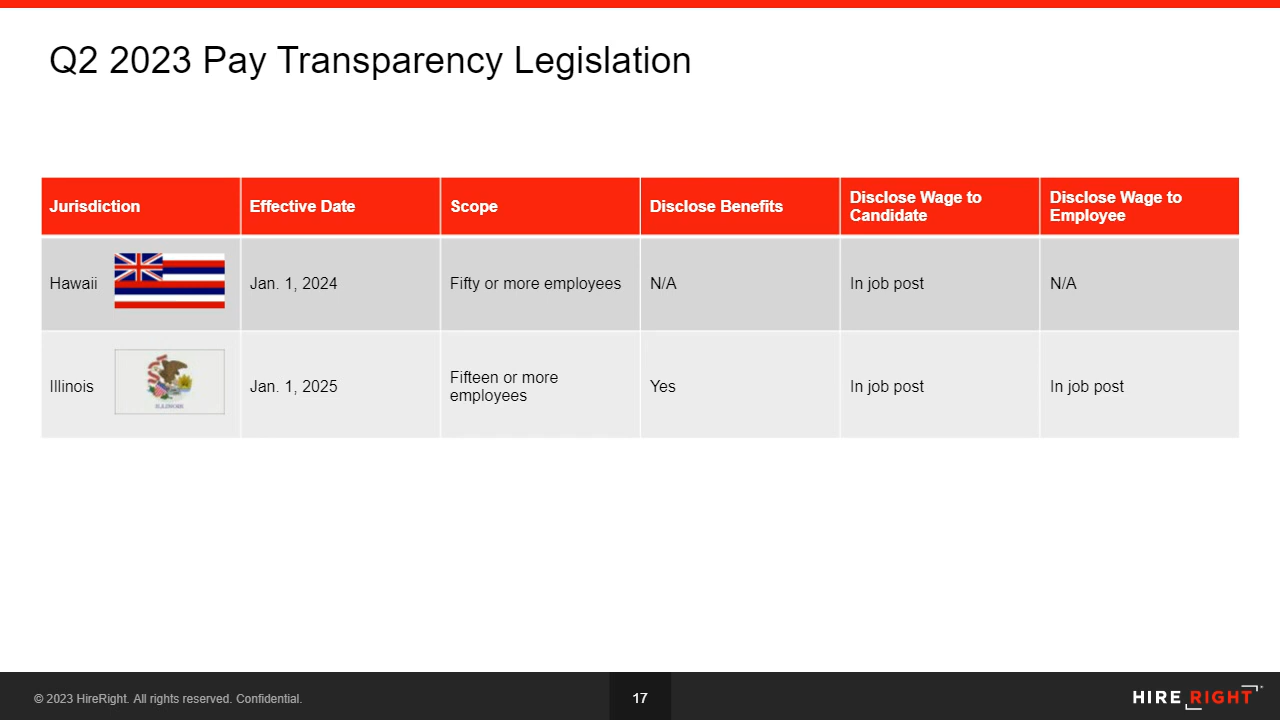 Q2 2023 Pay Transparency Legislation
Jurisdiction
Effective Date
Scope
Disclose Benefits
Disclose Wage to
Candidate
Disclose Wage to
Employee
Hawaii
Jan. 1, 2024
Fifty or more employees
N/A
In job post
N/A
Illinois
Jan. 1, 2025
Fifteen or more
employees
Yes
In job post
In job post
ILLINOIS
© 2023 HireRight. All rights reserved. Confidential.
17
HIRE RIGHT